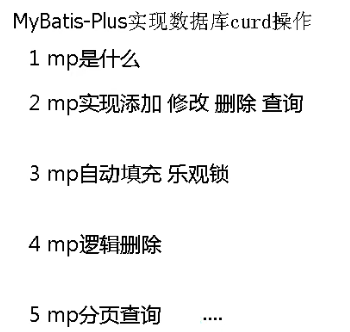 MyBatis-Plus实现数据库curd操作
1 mp是什么
2 mp实现添加 修改 删除 查询
3 mp自动填充 乐观锁
4 mp逻辑删除
5 mp分页查询 ....